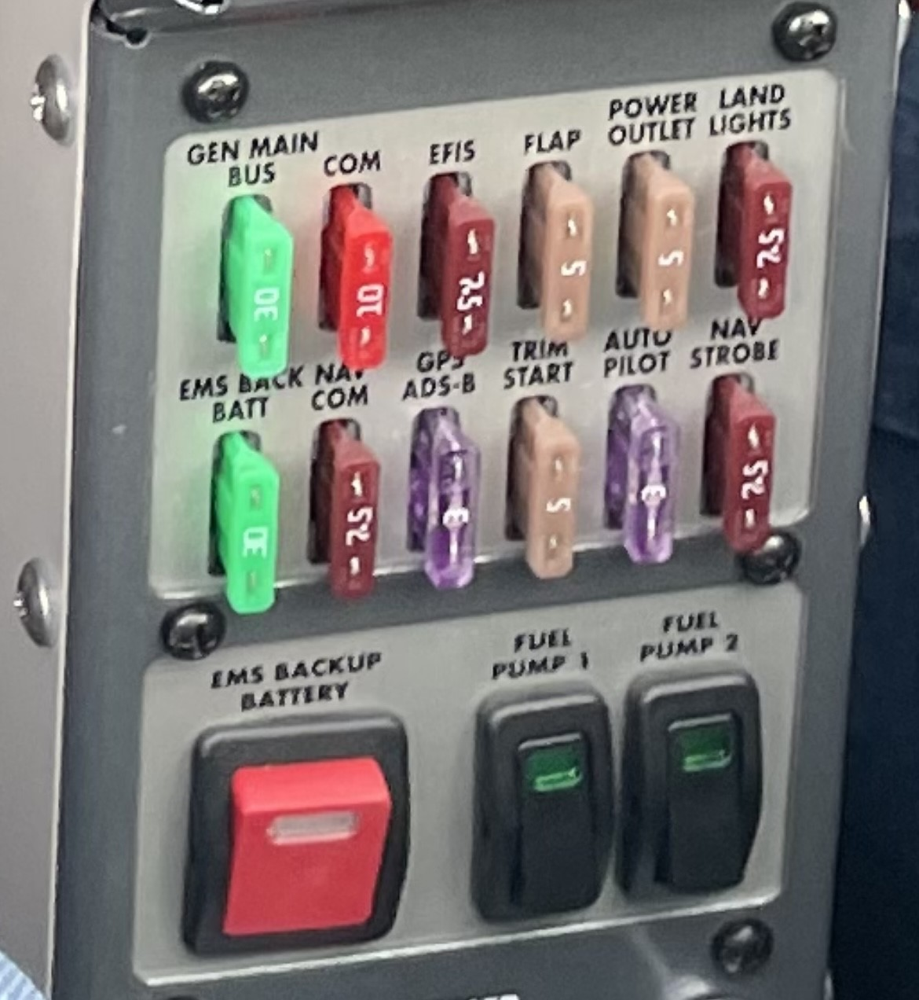 GEN MAIN
BUS
COM
EFIS
FLAP
POWER
OUTLET
LAND
LIGHTS
30
10
7.5
5
5
7.5
EMS BACK
BATT
NAV
COM
GPS
ADS-B
TRIM
START
AUTO
PILOT
NAV
STROBE
30
7.5
3
5
3
7.5
EMS BACKUP
BATTERY
FUEL
PUMP 1
FUEL
PUMP 2